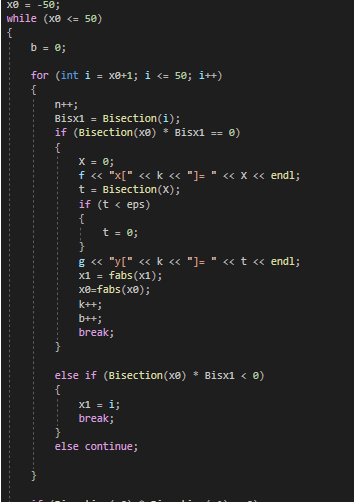 x0 = -50;
while (x0 <= 50)
{
b = 0;
for (int i = x0+1; i <= 50; i++)
{
n++;
Bisx1 = Bisection(i);
if (Bisection(x0) * Bisx1 == 0)
{
X = 0;
f << "x[" << k << "]= " << X << endl;
t = Bisection(X);
if (t < eps)
{
t = 0;
}
g << "y[" << k << "]= " << t << endl;
x1 = fabs(x1);
x0=fabs(x0);
k++;
b++;
break;
}
else if (Bisection(x0) * Bisx1 < 0)
{
x1 = i;
break;
}
else continue;
}